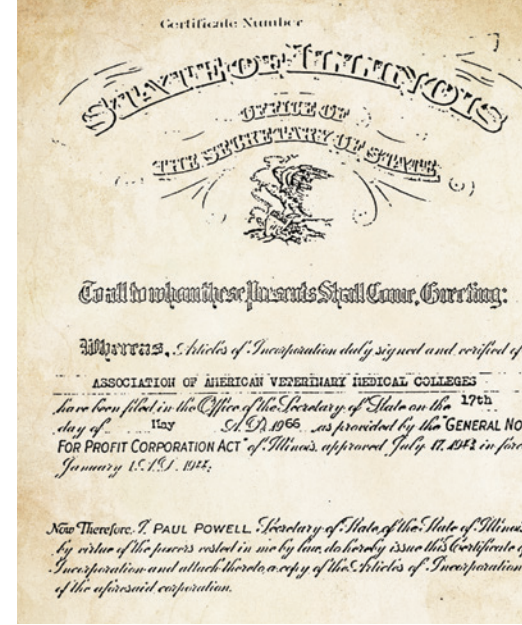 Certificate Number
STATE OF ILLINOIS
OFFICE OF
THE SECRETARY OF STATE
To all to whom these Presents Shall Come, Greeting:
Whereas, Articles of Incorporation duly signed and verified of
ASSOCIATION OF AMERICAN VETERINARY MEDICAL COLLEGES
have been filed in the Office of the Secretary of State on the 17th
day of May A.D. 1966 as provided by the "GENERAL NO
FOR PROFIT CORPORATION ACT" of Illinois, approved July 17, 1943 in force
January 1, A.D. 1944;
Now Therefore, I, PAUL POWELL, Secretary of State of the State of Illinois
by virtue of the powers vested in me by law, do hereby issue this Certificate of
Incorporation and attach thereto a copy of the Articles of Incorporation
of the aforesaid corporation.